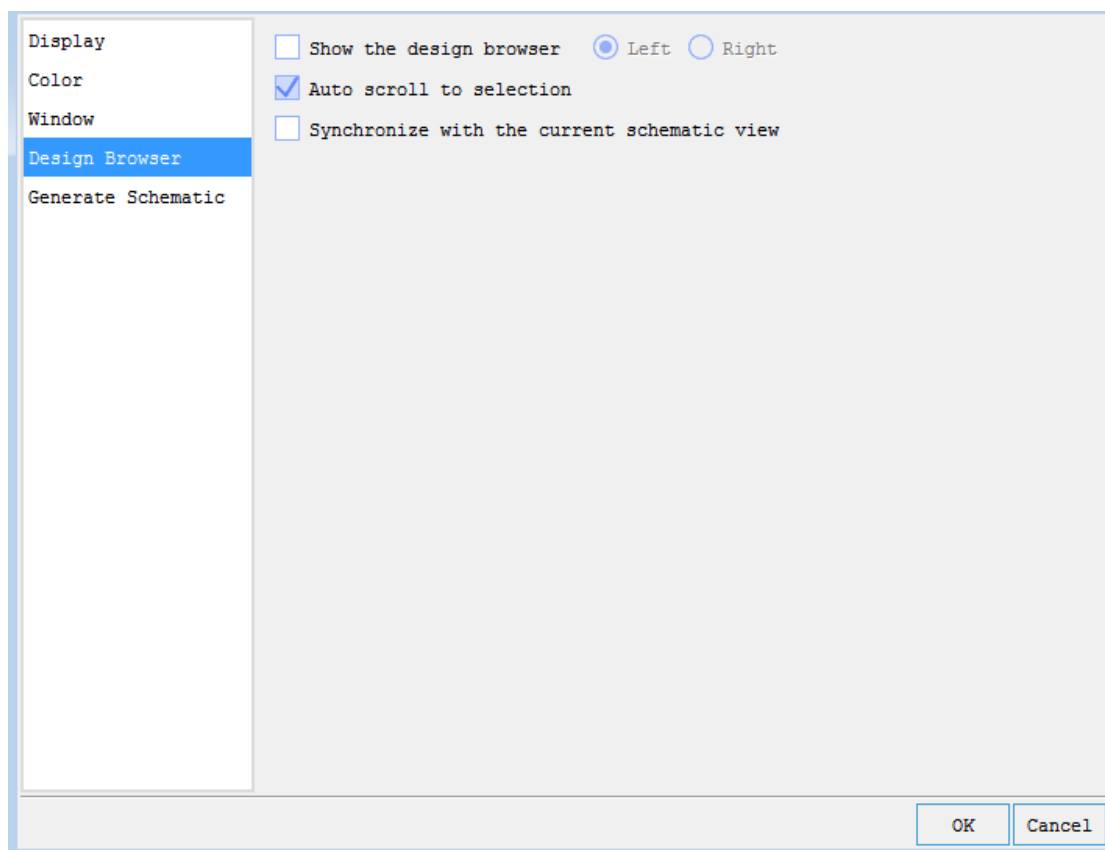 Display
Color
Window
Design Browser
Generate Schematic
Show the design browser Left Right
Auto scroll to selection
Synchronize with the current schematic view
OK Cancel